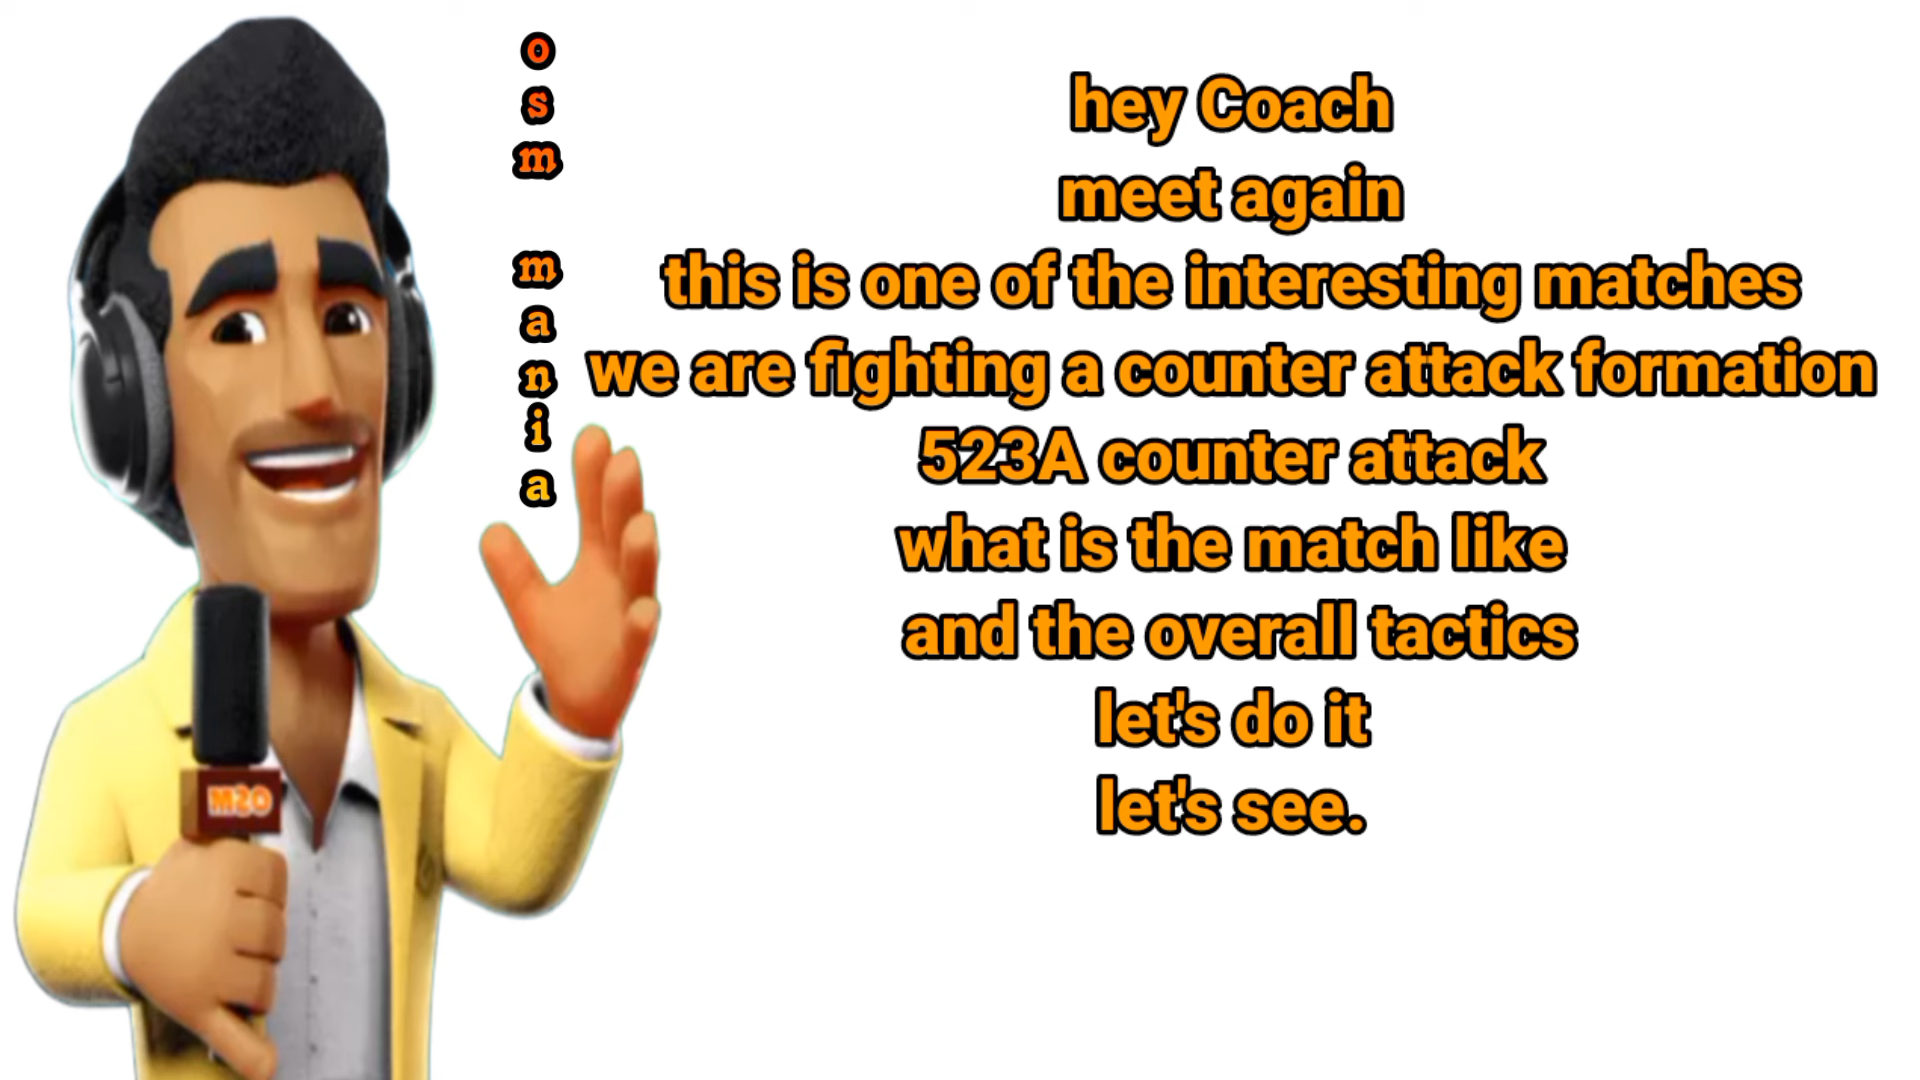 osm mania
hey Coach
meet again
this is one of the interesting matches
we are fighting a counter attack formation
523A counter attack
what is the match like
and the overall tactics
let's do it
let's see.
M2O